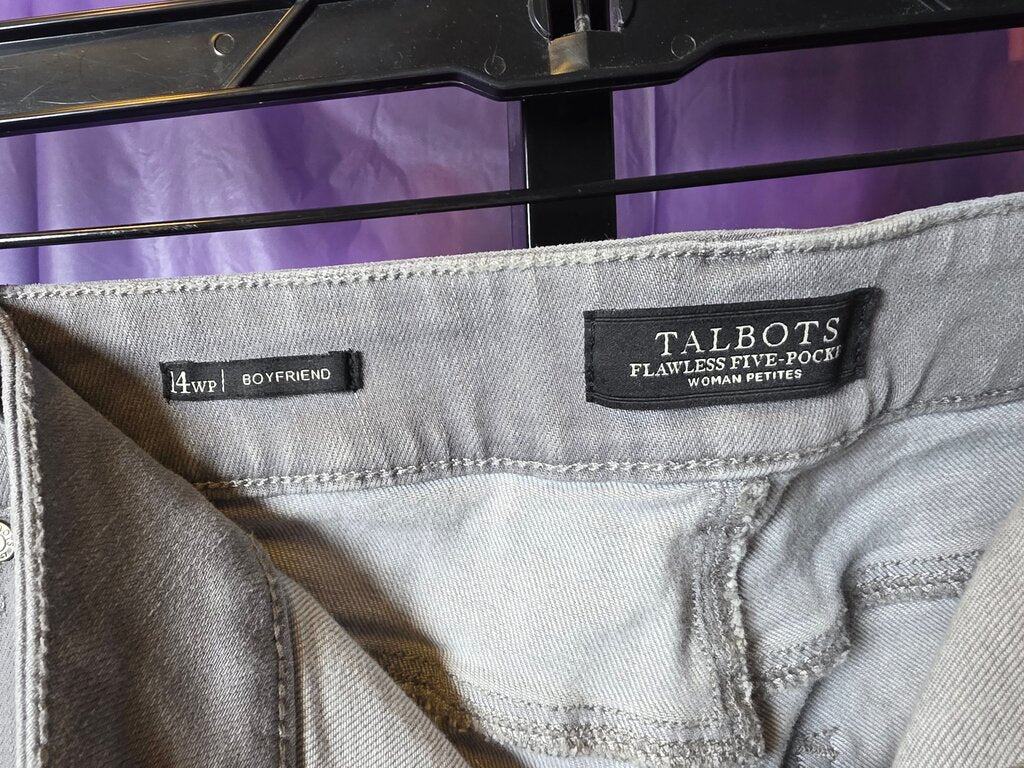 14WP | BOYFRIEND
TALBOTS
FLAWLESS FIVE-POCKE
WOMAN PETITES